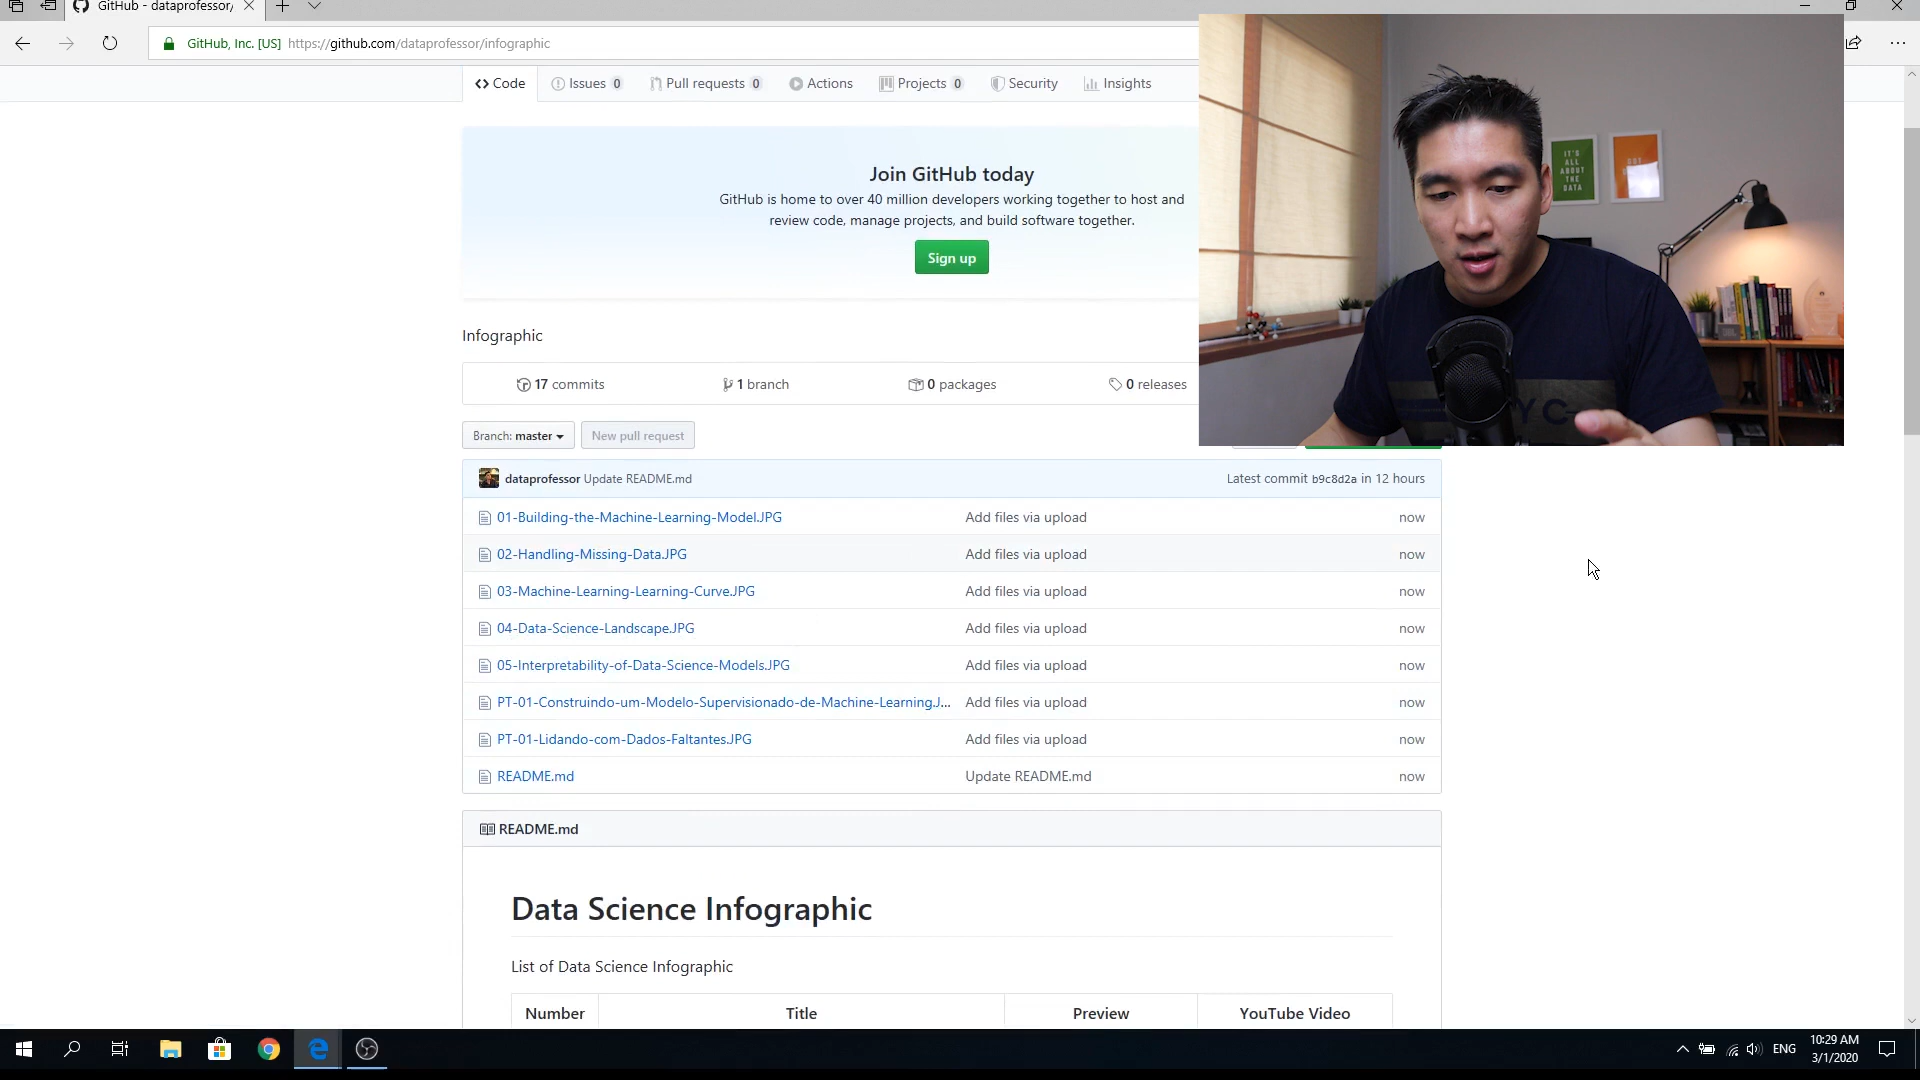 GitHub - dataprofessor/
GitHub, Inc. [US] https://github.com/dataprofessor/infographic
Code Issues 0 Pull requests 0 Actions Projects 0 Security Insights
Join GitHub today
GitHub is home to over 40 million developers working together to host and
review code, manage projects, and build software together.
Sign up
IT'S
ALL
ABOUT
THE
DATA
Infographic
17 commits 1 branch 0 packages 0 releases
YC
Branch: master New pull request
dataprofessor Update README.md Latest commit b9c8d2a in 12 hours
01-Building-the-Machine-Learning-Model.JPG Add files via upload now
02-Handling-Missing-Data.JPG Add files via upload now
03-Machine-Learning-Learning-Curve.JPG Add files via upload now
04-Data-Science-Landscape.JPG Add files via upload now
05-Interpretability-of-Data-Science-Models.JPG Add files via upload now
PT-01-Construindo-um-Modelo-Supervisionado-de-Machine-Learning.J... Add files via upload now
PT-01-Lidando-com-Dados-Faltantes.JPG Add files via upload now
README.md Update README.md now
README.md
Data Science Infographic
List of Data Science Infographic
Number Title Preview YouTube Video
ENG 10:29 AM
3/1/2020